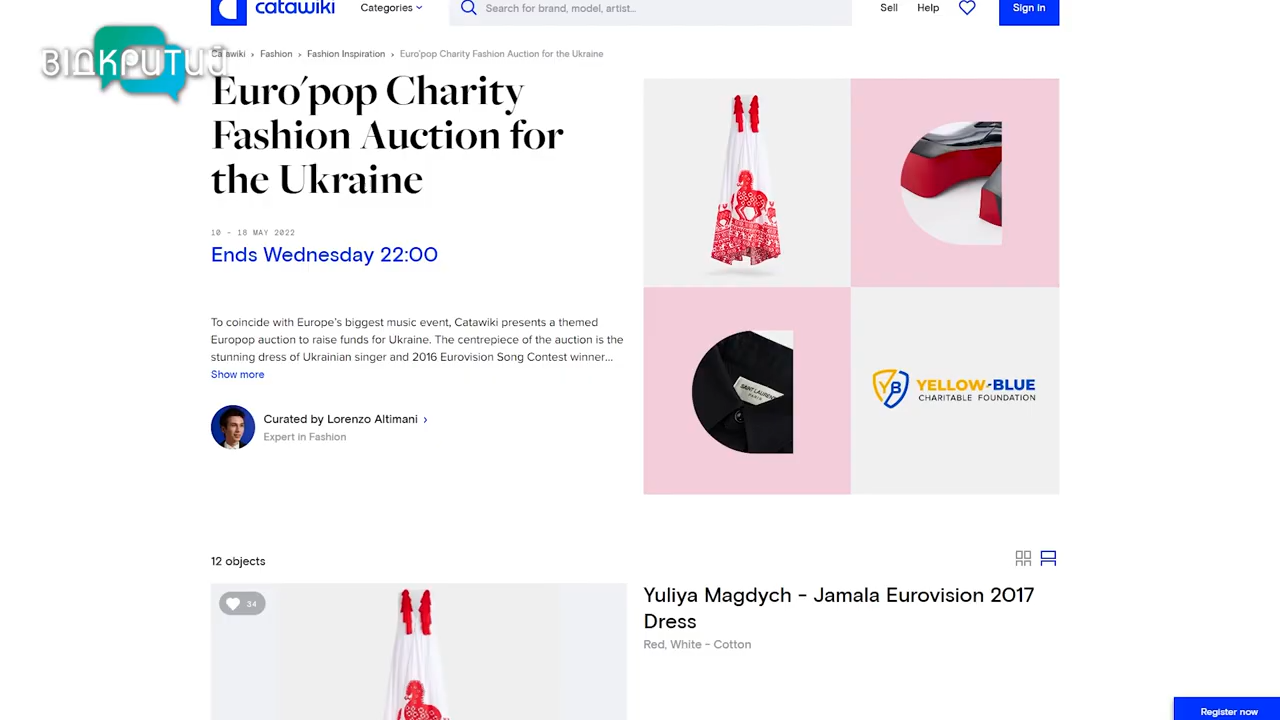 catawiki
Categories
Search for brand, model, artist...
Sell
Help
Sign in
ВІДКРИТИЙ
Catawiki › Fashion › Fashion Inspiration › Euro'pop Charity Fashion Auction for the Ukraine
Euro'pop Charity
Fashion Auction for
the Ukraine
10 - 18 MAY 2022
Ends Wednesday 22:00
To coincide with Europe's biggest music event, Catawiki presents a themed
Europop auction to raise funds for Ukraine. The centrepiece of the auction is the
stunning dress of Ukrainian singer and 2016 Eurovision Song Contest winner...
Show more
Curated by Lorenzo Altimani ›
Expert in Fashion
SAINT LAURENT
PARIS
YB
YELLOW-BLUE
CHARITABLE FOUNDATION
12 objects
34
Yuliya Magdych - Jamala Eurovision 2017
Dress
Red, White - Cotton
Register now